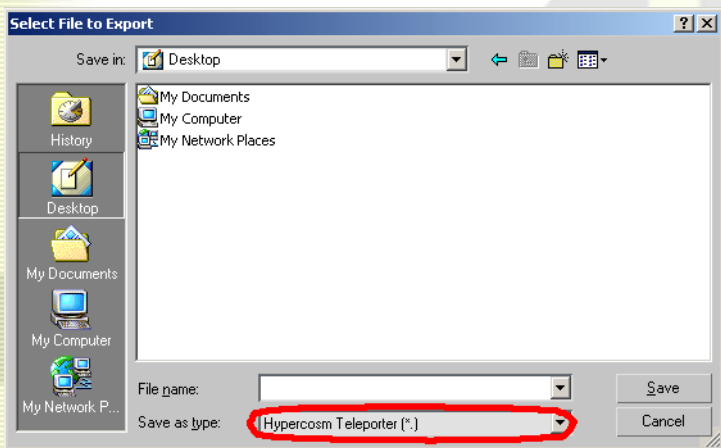 Select File to Export
Save in: Desktop
My Documents
My Computer
My Network Places
History
Desktop
My Documents
My Computer
My Network P...
File name:
Save
Save as type: Hypercosm Teleporter (*.)
Cancel